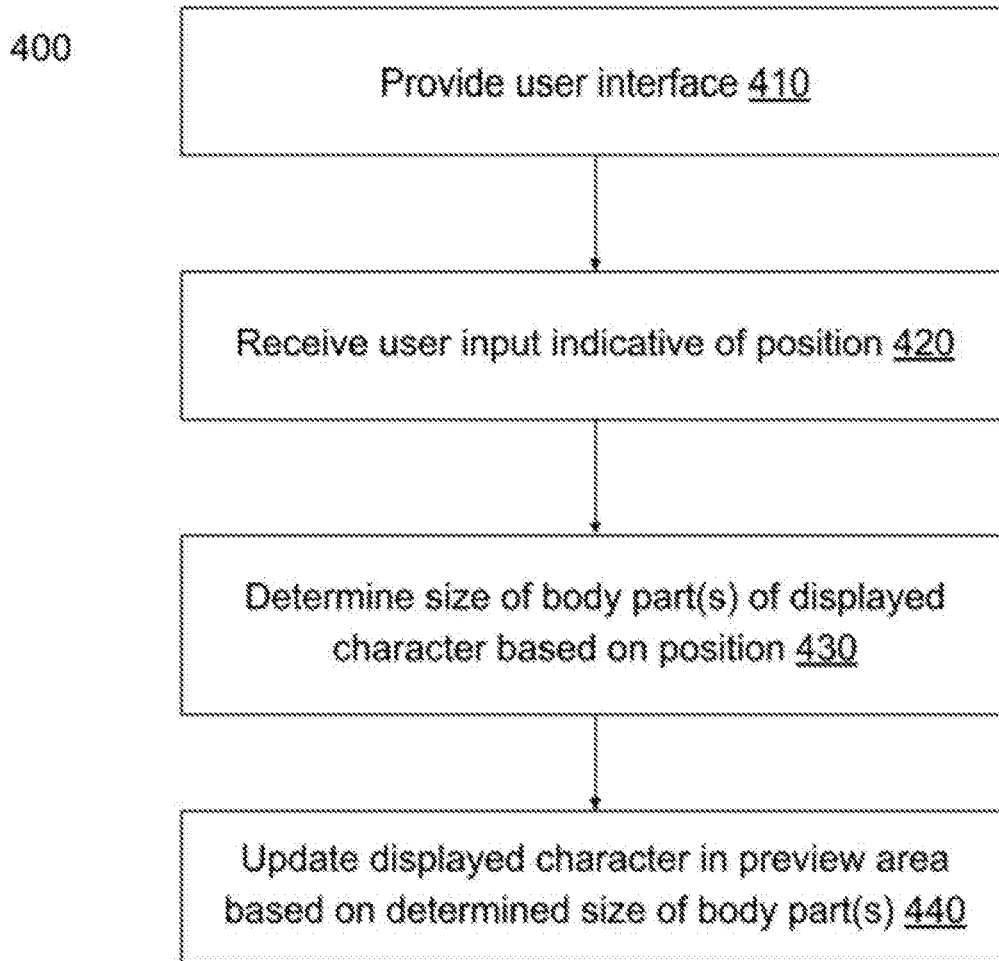 400
Provide user interface 410
Receive user input indicative of position 420
Determine size of body part(s) of displayed
character based on position 430
Update displayed character in preview area
based on determined size of body part(s) 440